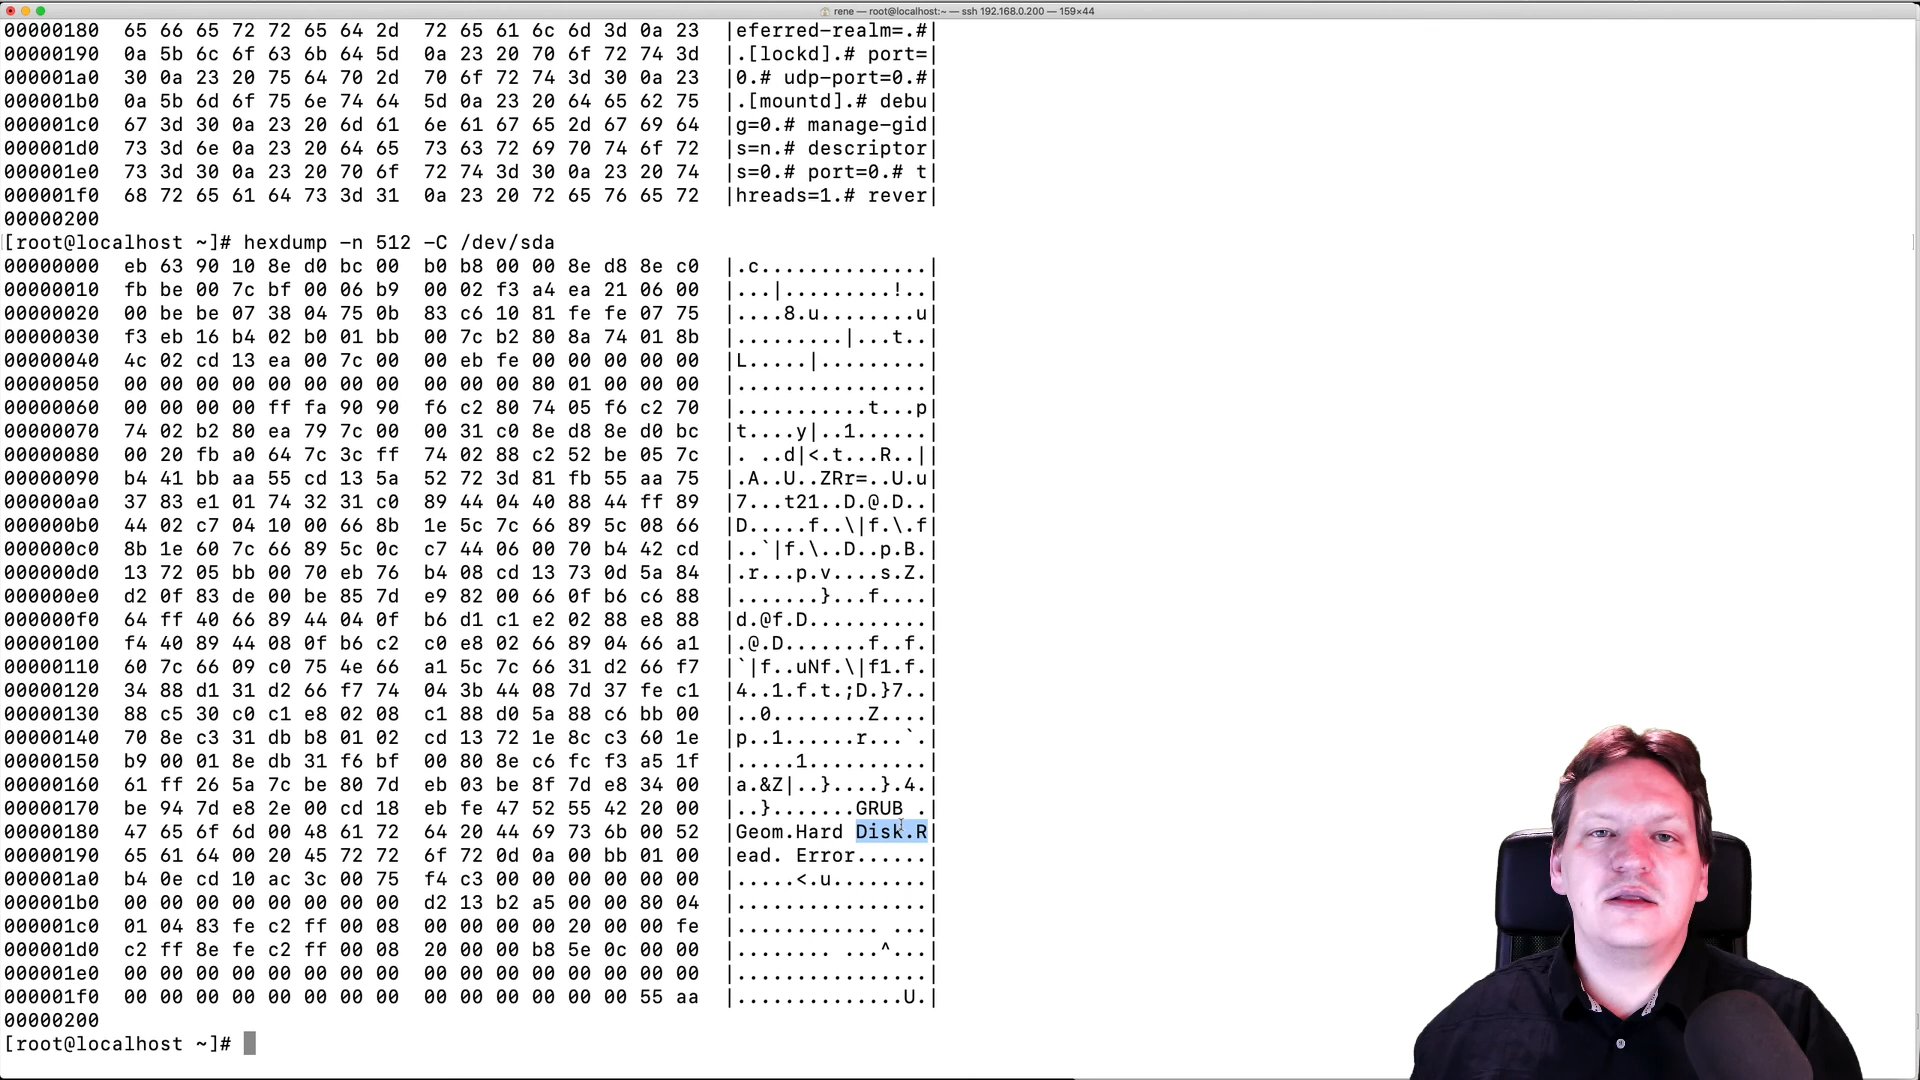 rene — root@localhost:~ — ssh 192.168.0.200 — 159×44
00000180  65 66 65 72 72 65 64 2d  72 65 61 6c 6d 3d 0a 23  |eferred-realm=.#|
00000190  0a 5b 6c 6f 63 6b 64 5d  0a 23 20 70 6f 72 74 3d  |.[lockd].# port=|
000001a0  30 0a 23 20 75 64 70 2d  70 6f 72 74 3d 30 0a 23  |0.# udp-port=0.#|
000001b0  0a 5b 6d 6f 75 6e 74 64  5d 0a 23 20 64 65 62 75  |.[mountd].# debu|
000001c0  67 3d 30 0a 23 20 6d 61  6e 61 67 65 2d 67 69 64  |g=0.# manage-gid|
000001d0  73 3d 6e 0a 23 20 64 65  73 63 72 69 70 74 6f 72  |s=n.# descriptor|
000001e0  73 3d 30 0a 23 20 70 6f  72 74 3d 30 0a 23 20 74  |s=0.# port=0.# t|
000001f0  68 72 65 61 64 73 3d 31  0a 23 20 72 65 76 65 72  |hreads=1.# rever|
00000200
[root@localhost ~]# hexdump -n 512 -C /dev/sda
00000000  eb 63 90 10 8e d0 bc 00  b0 b8 00 00 8e d8 8e c0  |.c..............|
00000010  fb be 00 7c bf 00 06 b9  00 02 f3 a4 ea 21 06 00  |...|.........!..|
00000020  00 be be 07 38 04 75 0b  83 c6 10 81 fe fe 07 75  |....8.u........u|
00000030  f3 eb 16 b4 02 b0 01 bb  00 7c b2 80 8a 74 01 8b  |.........|...t..|
00000040  4c 02 cd 13 ea 00 7c 00  00 eb fe 00 00 00 00 00  |L.....|.........|
00000050  00 00 00 00 00 00 00 00  00 00 00 80 01 00 00 00  |................|
00000060  00 00 00 00 ff fa 90 90  f6 c2 80 74 05 f6 c2 70  |...........t...p|
00000070  74 02 b2 80 ea 79 7c 00  00 31 c0 8e d8 8e d0 bc  |t....y|..1......|
00000080  00 20 fb a0 64 7c 3c ff  74 02 88 c2 52 be 05 7c  |. ..d|<.t...R..||
00000090  b4 41 bb aa 55 cd 13 5a  52 72 3d 81 fb 55 aa 75  |.A..U..ZRr=..U.u|
000000a0  37 83 e1 01 74 32 31 c0  89 44 04 40 88 44 ff 89  |7...t21..D.@.D..|
000000b0  44 02 c7 04 10 00 66 8b  1e 5c 7c 66 89 5c 08 66  |D.....f..\|f.\.f|
000000c0  8b 1e 60 7c 66 89 5c 0c  c7 44 06 00 70 b4 42 cd  |..`|f.\..D..p.B.|
000000d0  13 72 05 bb 00 70 eb 76  b4 08 cd 13 73 0d 5a 84  |.r...p.v....s.Z.|
000000e0  d2 0f 83 de 00 be 85 7d  e9 82 00 66 0f b6 c6 88  |.......}...f....|
000000f0  64 ff 40 66 89 44 04 0f  b6 d1 c1 e2 02 88 e8 88  |d.@f.D..........|
00000100  f4 40 89 44 08 0f b6 c2  c0 e8 02 66 89 04 66 a1  |.@.D.......f..f.|
00000110  60 7c 66 09 c0 75 4e 66  a1 5c 7c 66 31 d2 66 f7  |`|f..uNf.\|f1.f.|
00000120  34 88 d1 31 d2 66 f7 74  04 3b 44 08 7d 37 fe c1  |4..1.f.t.;D.}7..|
00000130  88 c5 30 c0 c1 e8 02 08  c1 88 d0 5a 88 c6 bb 00  |..0........Z....|
00000140  70 8e c3 31 db b8 01 02  cd 13 72 1e 8c c3 60 1e  |p..1......r...`.|
00000150  b9 00 01 8e db 31 f6 bf  00 80 8e c6 fc f3 a5 1f  |.....1..........|
00000160  61 ff 26 5a 7c be 80 7d  eb 03 be 8f 7d e8 34 00  |a.&Z|..}....}.4.|
00000170  be 94 7d e8 2e 00 cd 18  eb fe 47 52 55 42 20 00  |..}.......GRUB .|
00000180  47 65 6f 6d 00 48 61 72  64 20 44 69 73 6b 00 52  |Geom.Hard Disk.R|
00000190  65 61 64 00 20 45 72 72  6f 72 0d 0a 00 bb 01 00  |ead. Error......|
000001a0  b4 0e cd 10 ac 3c 00 75  f4 c3 00 00 00 00 00 00  |.....<.u........|
000001b0  00 00 00 00 00 00 00 00  d2 13 b2 a5 00 00 80 04  |................|
000001c0  01 04 83 fe c2 ff 00 08  00 00 00 00 20 00 00 fe  |............ ...|
000001d0  c2 ff 8e fe c2 ff 00 08  20 00 00 b8 5e 0c 00 00  |........ ...^...|
000001e0  00 00 00 00 00 00 00 00  00 00 00 00 00 00 00 00  |................|
000001f0  00 00 00 00 00 00 00 00  00 00 00 00 00 00 55 aa  |..............U.|
00000200
[root@localhost ~]#